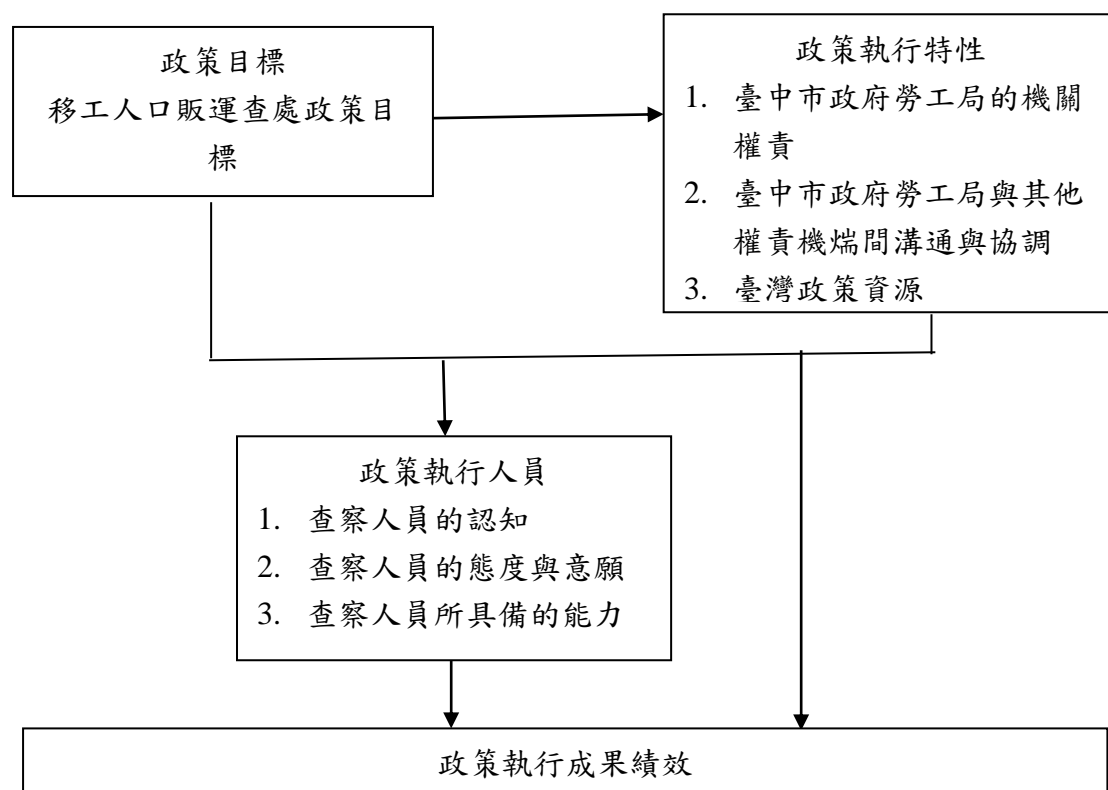 政策目標
移工人口販運查處政策目
標
政策執行特性
1. 臺中市政府勞工局的機關
權責
2. 臺中市政府勞工局與其他
權責機煓間溝通與協調
3. 臺灣政策資源
政策執行人員
1. 查察人員的認知
2. 查察人員的態度與意願
3. 查察人員所具備的能力
政策執行成果績效